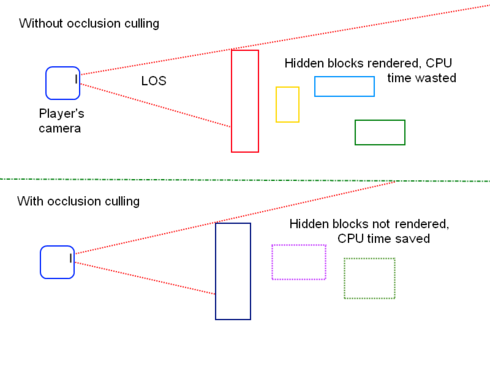 Without occlusion culling
Hidden blocks rendered, CPU
time wasted
LOS
Player's
camera
With occlusion culling
Hidden blocks not rendered,
CPU time saved